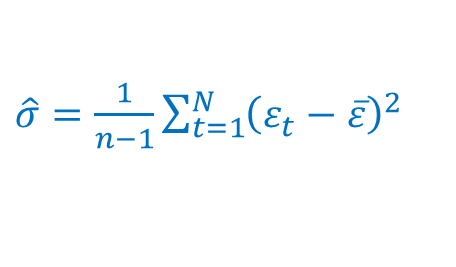 σ̂ = 1/(n−1) ∑_{t=1}^{N} (ε_t − ε̄)²